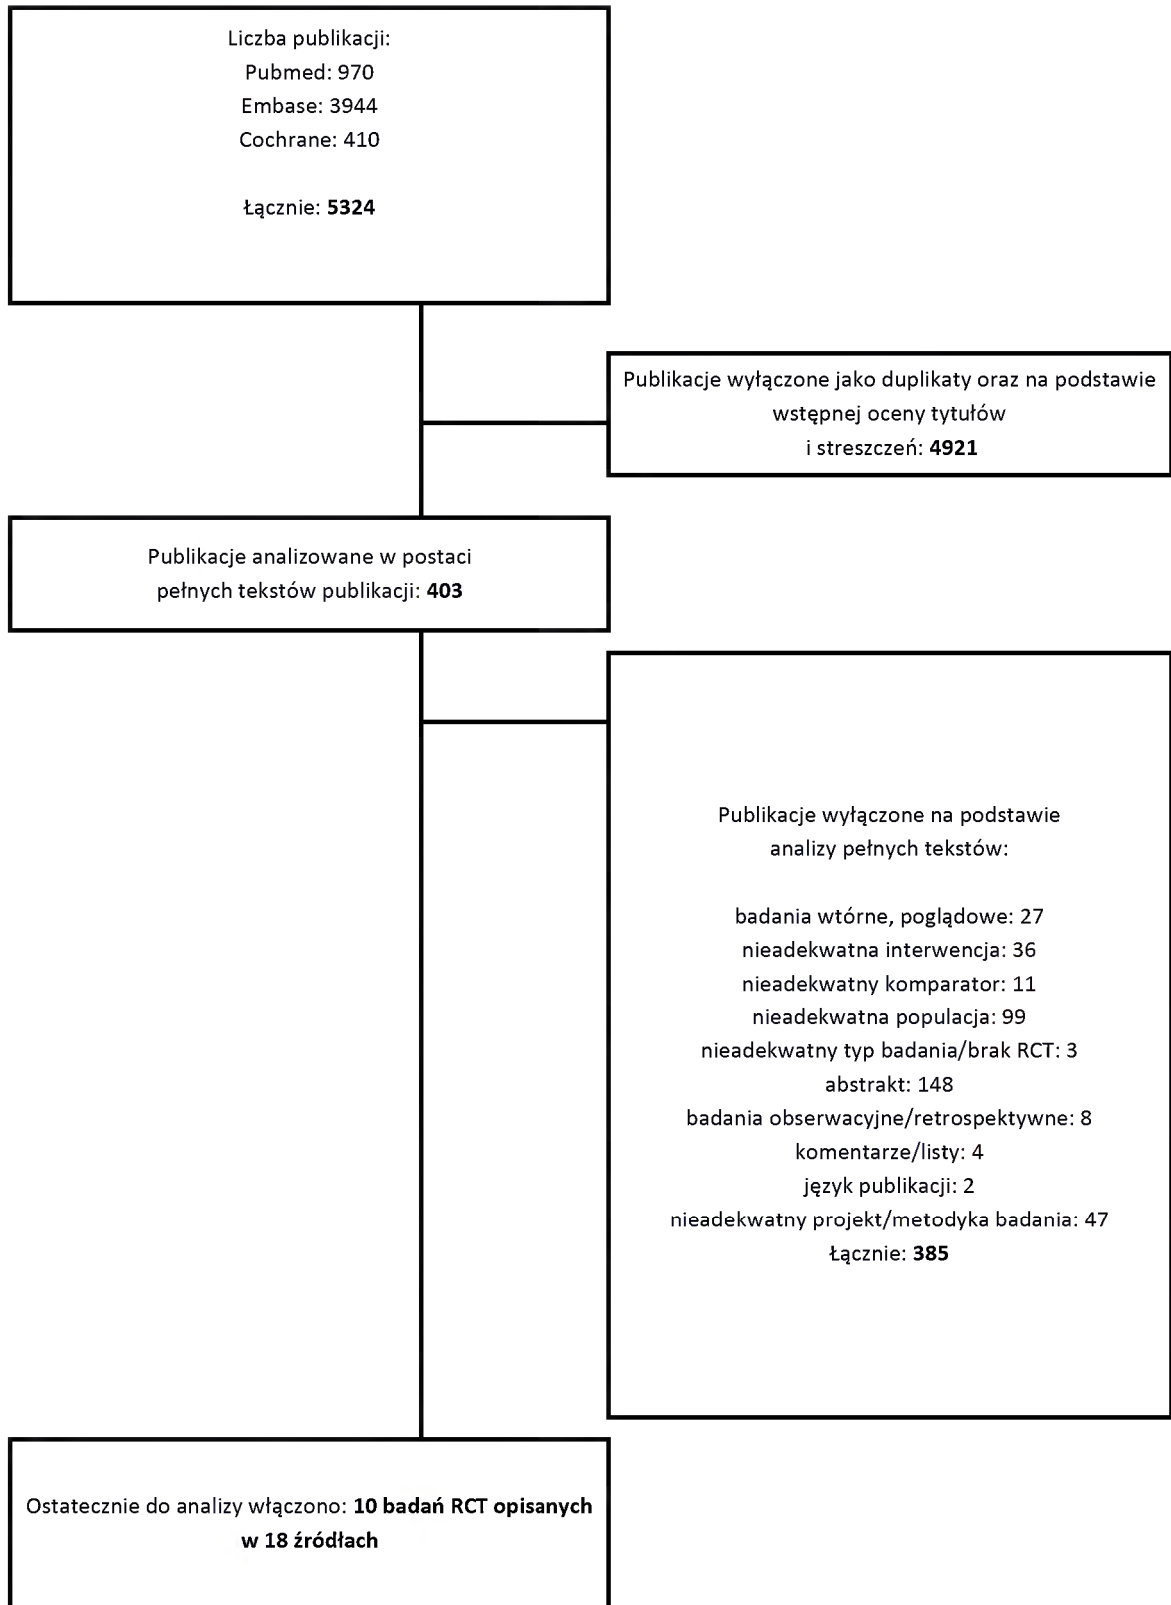 Liczba publikacji:
Pubmed: 970
Embase: 3944
Cochrane: 410
Łącznie: 5324
Publikacje wyłączone jako duplikaty oraz na podstawie
wstępnej oceny tytułów
i streszczeń: 4921
Publikacje analizowane w postaci
pełnych tekstów publikacji: 403
Publikacje wyłączone na podstawie
analizy pełnych tekstów:
badania wtórne, poglądowe: 27
nieadekwatna interwencja: 36
nieadekwatny komparator: 11
nieadekwatna populacja: 99
nieadekwatny typ badania/brak RCT: 3
abstrakt: 148
badania obserwacyjne/retrospektywne: 8
komentarze/listy: 4
język publikacji: 2
nieadekwatny projekt/metodyka badania: 47
Łącznie: 385
Ostatecznie do analizy włączono: 10 badań RCT opisanych
w 18 źródłach